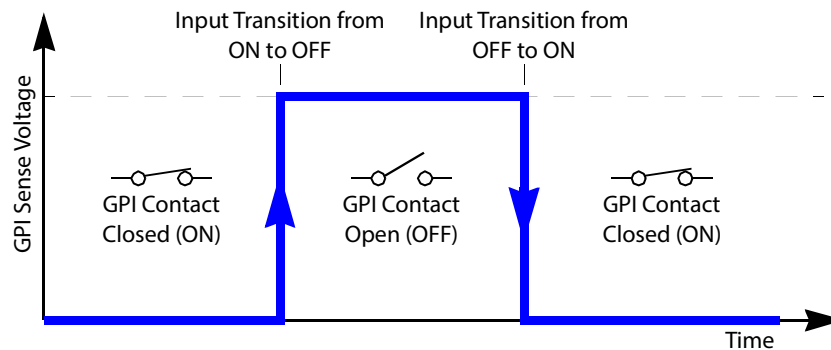 Input Transition from
ON to OFF
Input Transition from
OFF to ON
GPI Sense Voltage
GPI Contact
Closed (ON)
GPI Contact
Open (OFF)
GPI Contact
Closed (ON)
Time